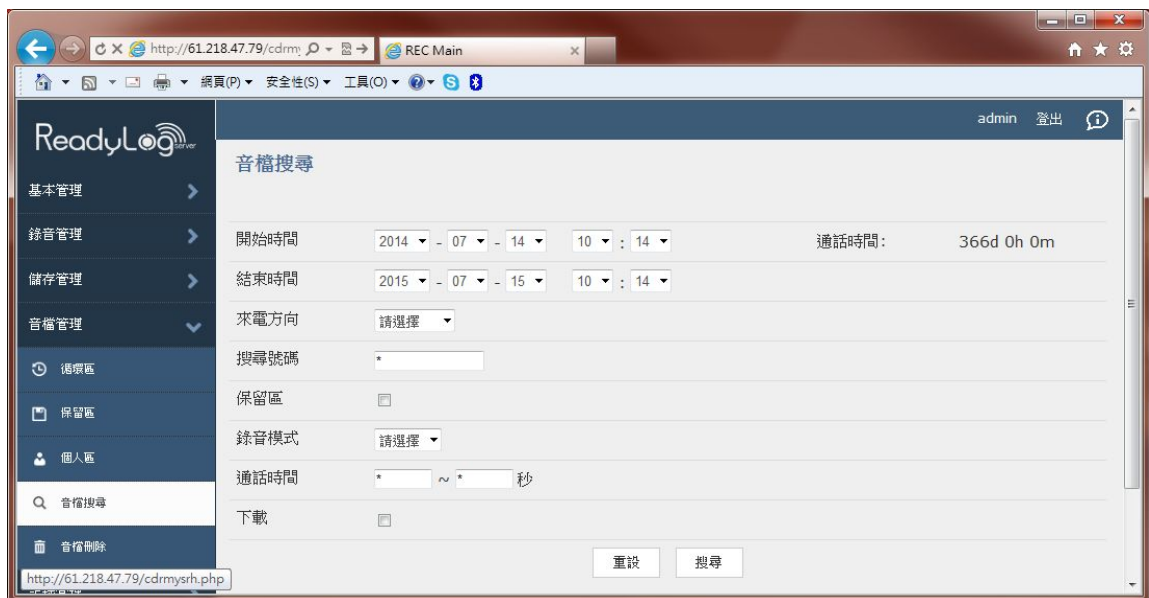 http://61.218.47.79/cdrmy
REC Main
網頁(P)
安全性(S)
工具(O)
ReadyLog server
admin
登出
音檔搜尋
基本管理
錄音管理
儲存管理
音檔管理
循環區
保留區
個人區
音檔搜尋
音檔刪除
開始時間 2014 - 07 - 14 10 : 14 通話時間: 366d 0h 0m
結束時間 2015 - 07 - 15 10 : 14
來電方向 請選擇
搜尋號碼 *
保留區
錄音模式 請選擇
通話時間 * ~ * 秒
下載
重設 搜尋
http://61.218.47.79/cdrmysrh.php